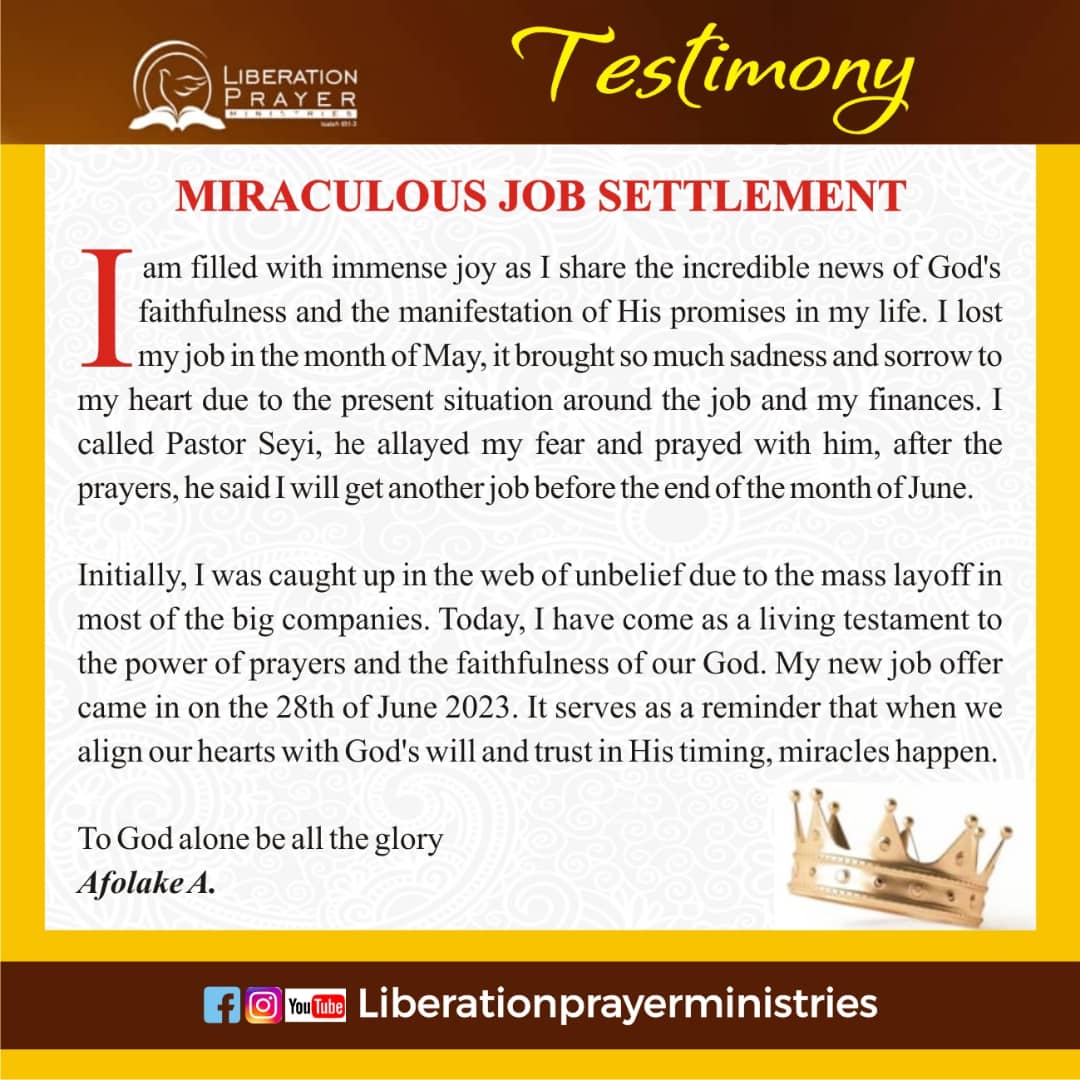 LIBERATION
PRAYER
MINISTRIES
Testimony
MIRACULOUS JOB SETTLEMENT
I am filled with immense joy as I share the incredible news of God's
faithfulness and the manifestation of His promises in my life. I lost
my job in the month of May, it brought so much sadness and sorrow to
my heart due to the present situation around the job and my finances. I
called Pastor Seyi, he allayed my fear and prayed with him, after the
prayers, he said I will get another job before the end of the month of June.
Initially, I was caught up in the web of unbelief due to the mass layoff in
most of the big companies. Today, I have come as a living testament to
the power of prayers and the faithfulness of our God. My new job offer
came in on the 28th of June 2023. It serves as a reminder that when we
align our hearts with God's will and trust in His timing, miracles happen.
To God alone be all the glory
Afolake A.
YouTube Liberationprayerministries